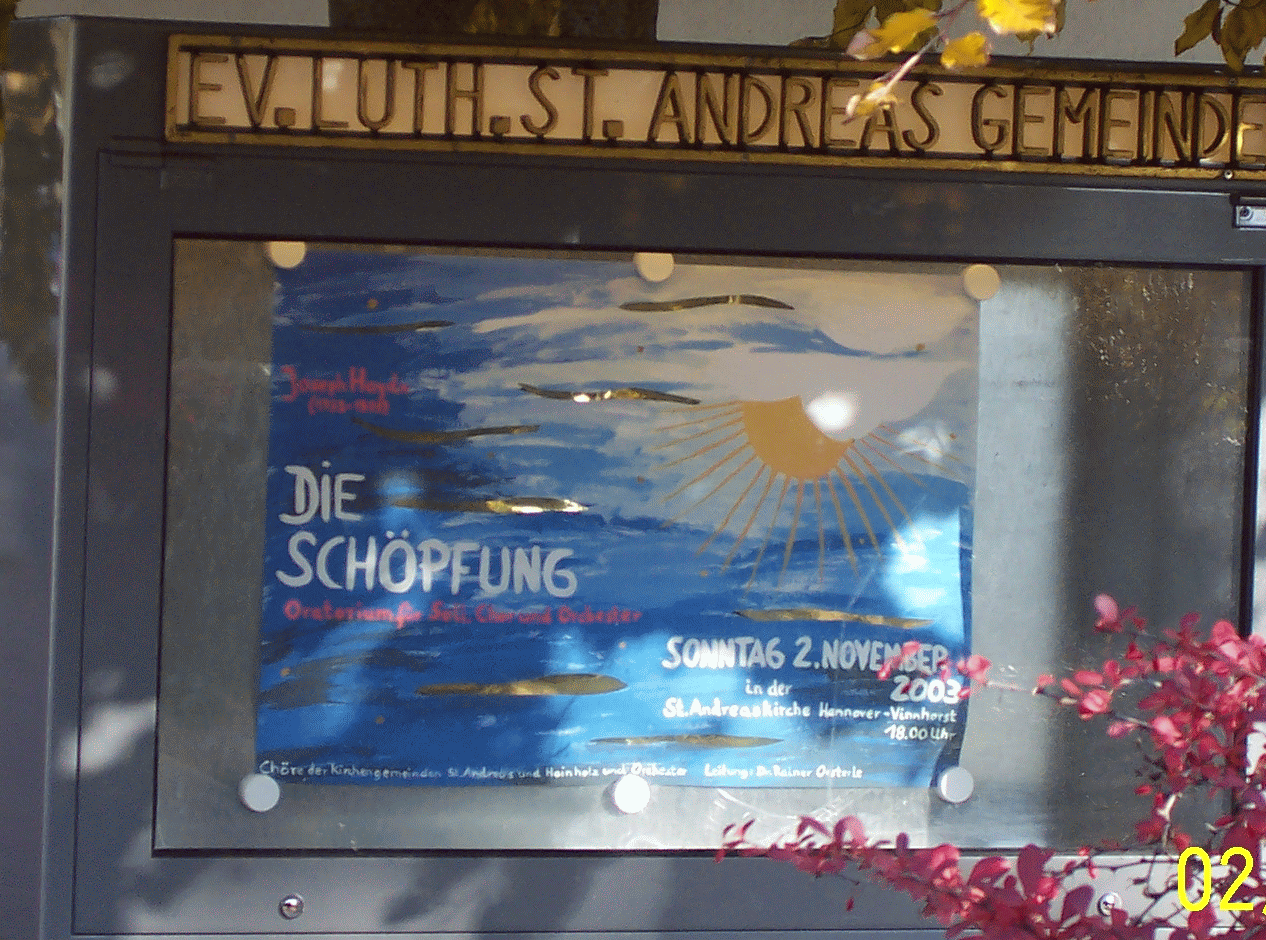 EV. LUTH. ST. ANDREAS GEMEINDE
Joseph Haydn
DiE
SCHÖPFUNG
Oratorium für Soli, Chor und Orchester
SONNTAG 2. NOVEMBER
2003
in der
St. Andreaskirche Hannover-Vinnhorst
18.00 Uhr
Chöre der Kirchengemeinden St. Andreas und Hainholz und Orchester Leitung: Dr. Rainer Oesterle
02